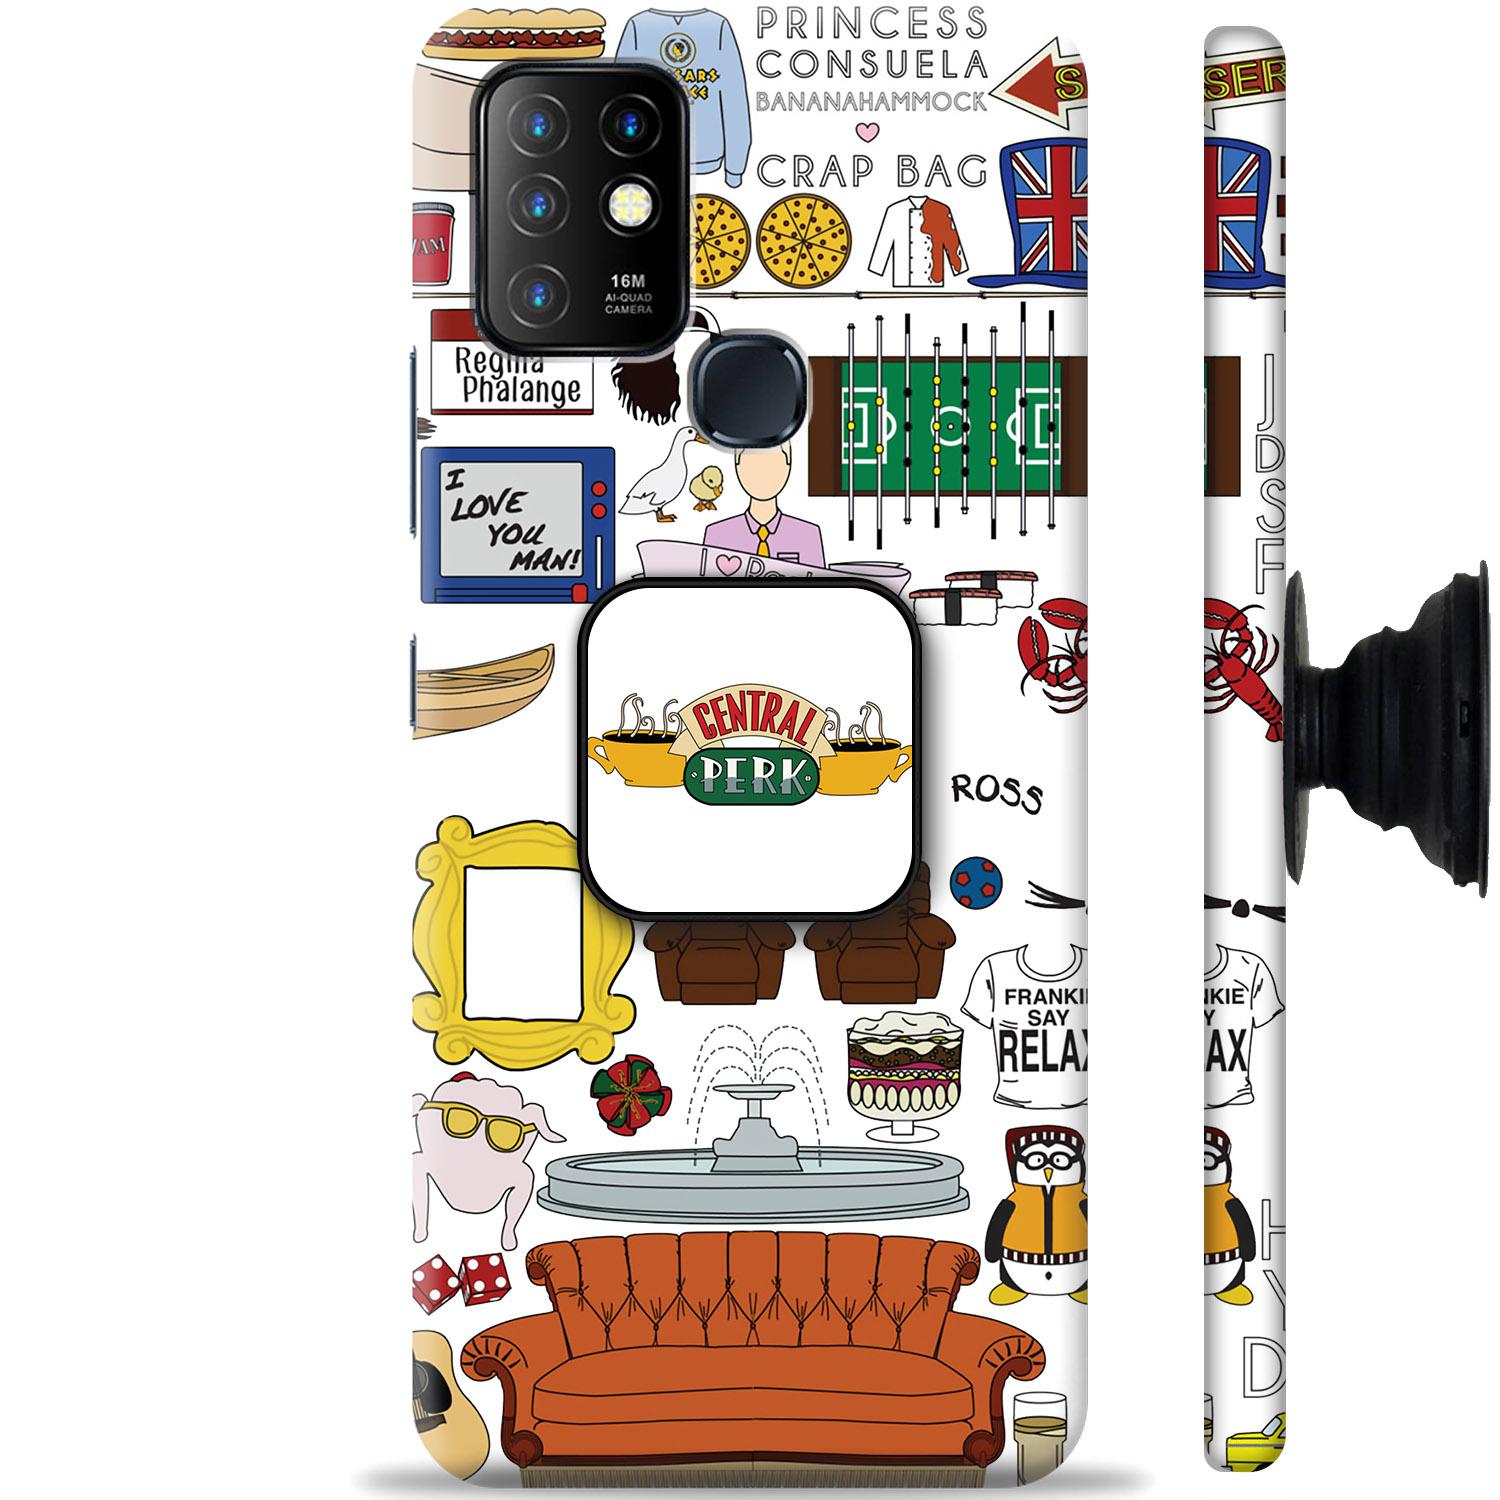 PRINCESS
CONSUELA
BANANAHAMMOCK
CRAP BAG
16M
AI-QUAD
CAMERA
Regina
Phalange
I
LOVE
YOU
MAN!
I
CENTRAL
PERK
ROSS
SAY
RELAX
J
D
S
F
H
Y
D